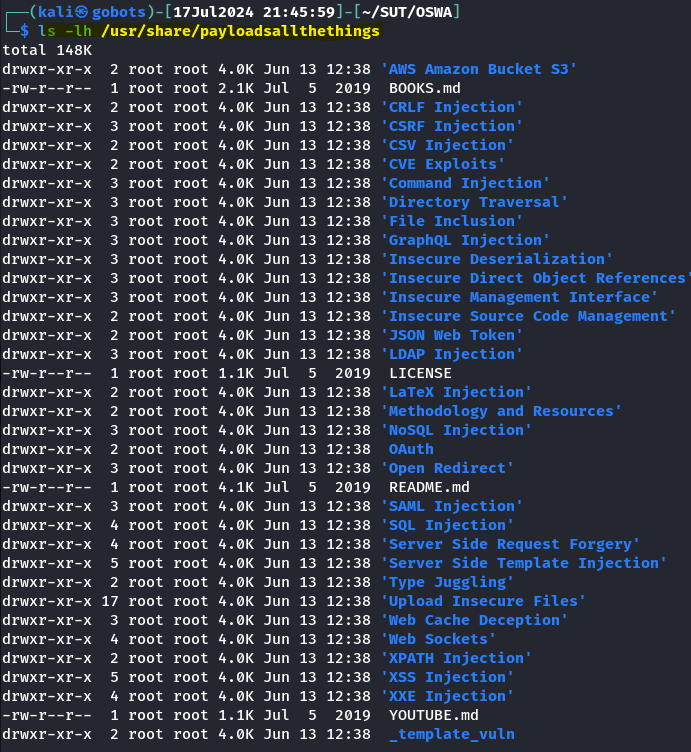 ┌──(kali㉿gobots)-[17Jul2024 21:45:59]-[~/SUT/OSWA]
└─$ ls -lh /usr/share/payloadsallthethings
total 148K
drwxr-xr-x  2 root root 4.0K Jun 13 12:38 'AWS Amazon Bucket S3'
-rw-r--r--  1 root root 2.1K Jul  5  2019  BOOKS.md
drwxr-xr-x  2 root root 4.0K Jun 13 12:38 'CRLF Injection'
drwxr-xr-x  3 root root 4.0K Jun 13 12:38 'CSRF Injection'
drwxr-xr-x  2 root root 4.0K Jun 13 12:38 'CSV Injection'
drwxr-xr-x  2 root root 4.0K Jun 13 12:38 'CVE Exploits'
drwxr-xr-x  3 root root 4.0K Jun 13 12:38 'Command Injection'
drwxr-xr-x  3 root root 4.0K Jun 13 12:38 'Directory Traversal'
drwxr-xr-x  3 root root 4.0K Jun 13 12:38 'File Inclusion'
drwxr-xr-x  3 root root 4.0K Jun 13 12:38 'GraphQL Injection'
drwxr-xr-x  3 root root 4.0K Jun 13 12:38 'Insecure Deserialization'
drwxr-xr-x  3 root root 4.0K Jun 13 12:38 'Insecure Direct Object References'
drwxr-xr-x  3 root root 4.0K Jun 13 12:38 'Insecure Management Interface'
drwxr-xr-x  2 root root 4.0K Jun 13 12:38 'Insecure Source Code Management'
drwxr-xr-x  2 root root 4.0K Jun 13 12:38 'JSON Web Token'
drwxr-xr-x  3 root root 4.0K Jun 13 12:38 'LDAP Injection'
-rw-r--r--  1 root root 1.1K Jul  5  2019  LICENSE
drwxr-xr-x  2 root root 4.0K Jun 13 12:38 'LaTeX Injection'
drwxr-xr-x  2 root root 4.0K Jun 13 12:38 'Methodology and Resources'
drwxr-xr-x  3 root root 4.0K Jun 13 12:38 'NoSQL Injection'
drwxr-xr-x  2 root root 4.0K Jun 13 12:38  OAuth
drwxr-xr-x  3 root root 4.0K Jun 13 12:38 'Open Redirect'
-rw-r--r--  1 root root 4.1K Jul  5  2019  README.md
drwxr-xr-x  3 root root 4.0K Jun 13 12:38 'SAML Injection'
drwxr-xr-x  4 root root 4.0K Jun 13 12:38 'SQL Injection'
drwxr-xr-x  4 root root 4.0K Jun 13 12:38 'Server Side Request Forgery'
drwxr-xr-x  5 root root 4.0K Jun 13 12:38 'Server Side Template Injection'
drwxr-xr-x  2 root root 4.0K Jun 13 12:38 'Type Juggling'
drwxr-xr-x 17 root root 4.0K Jun 13 12:38 'Upload Insecure Files'
drwxr-xr-x  3 root root 4.0K Jun 13 12:38 'Web Cache Deception'
drwxr-xr-x  4 root root 4.0K Jun 13 12:38 'Web Sockets'
drwxr-xr-x  2 root root 4.0K Jun 13 12:38 'XPATH Injection'
drwxr-xr-x  5 root root 4.0K Jun 13 12:38 'XSS Injection'
drwxr-xr-x  4 root root 4.0K Jun 13 12:38 'XXE Injection'
-rw-r--r--  1 root root 1.1K Jul  5  2019  YOUTUBE.md
drwxr-xr-x  2 root root 4.0K Jun 13 12:38  _template_vuln